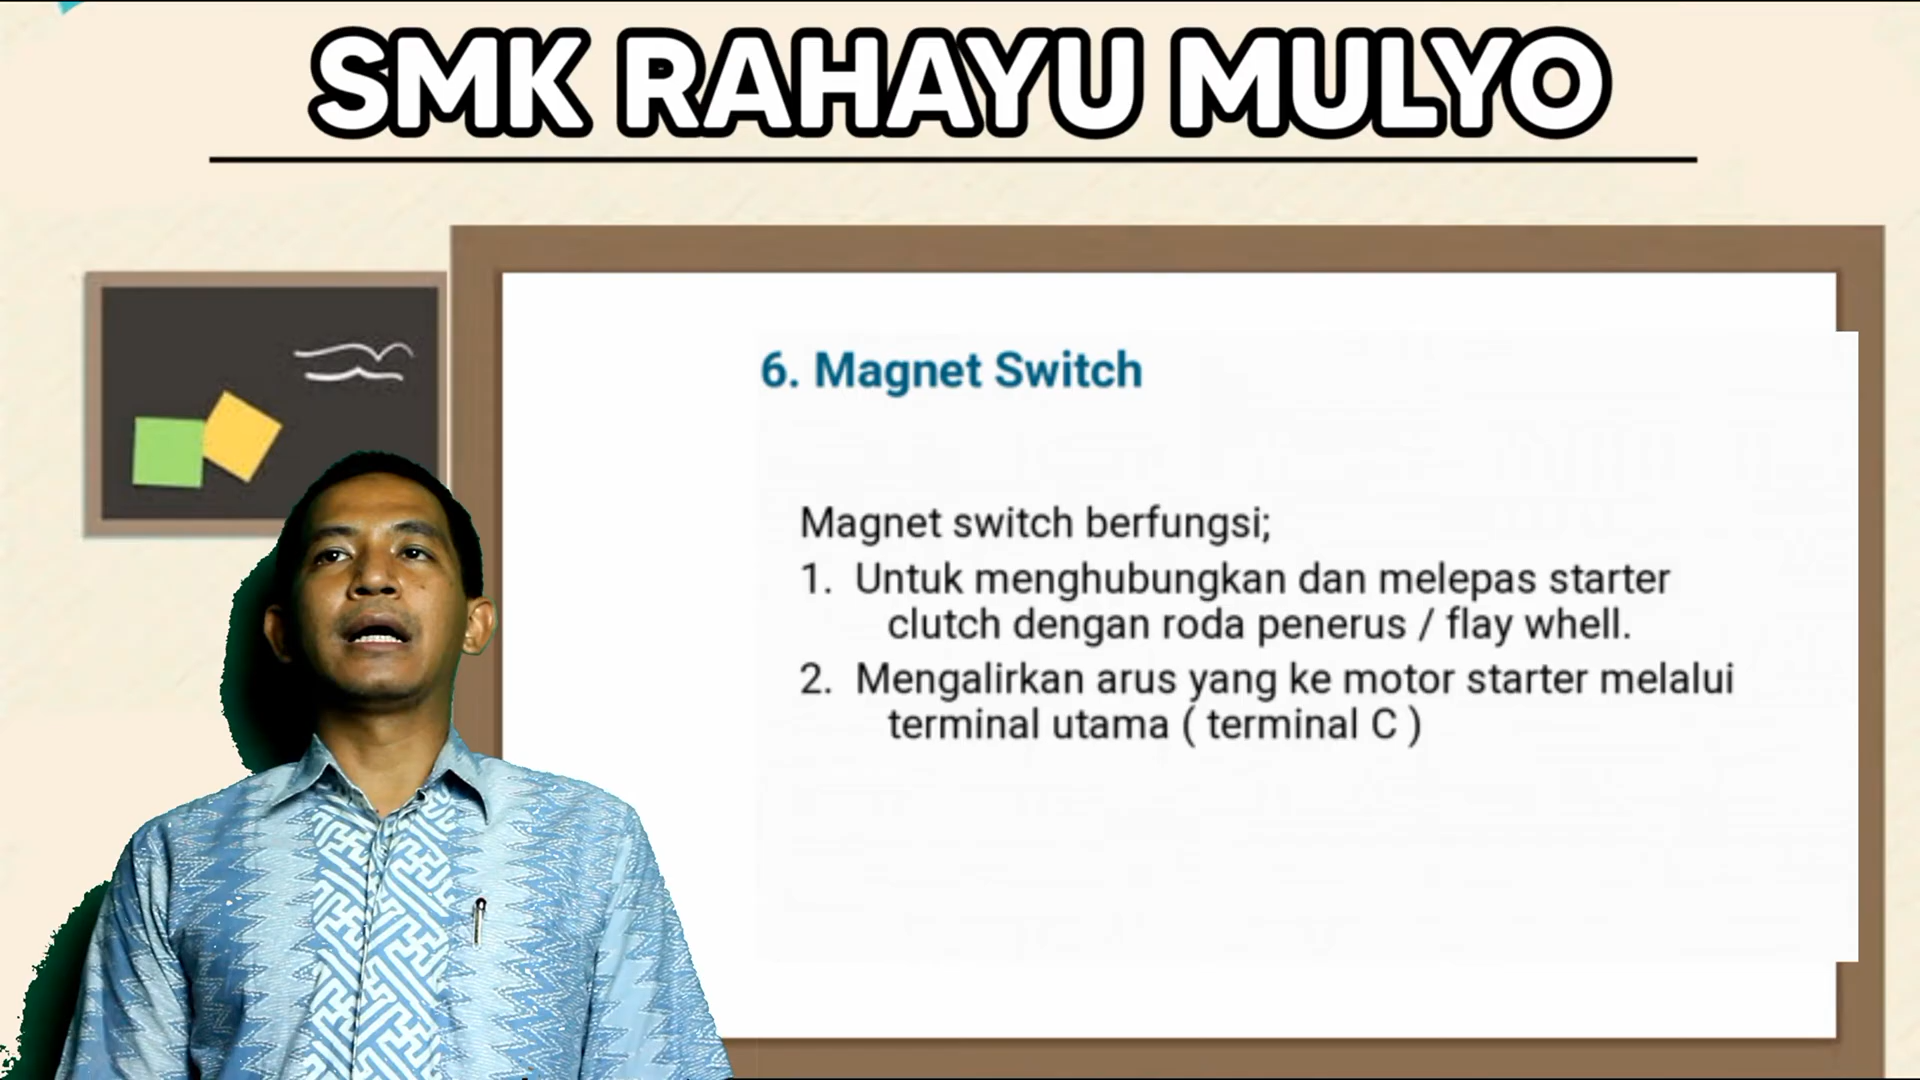 SMK RAHAYU MULYO
6. Magnet Switch
Magnet switch berfungsi;
1. Untuk menghubungkan dan melepas starter
clutch dengan roda penerus / flay whell.
2. Mengalirkan arus yang ke motor starter melalui
terminal utama ( terminal C )